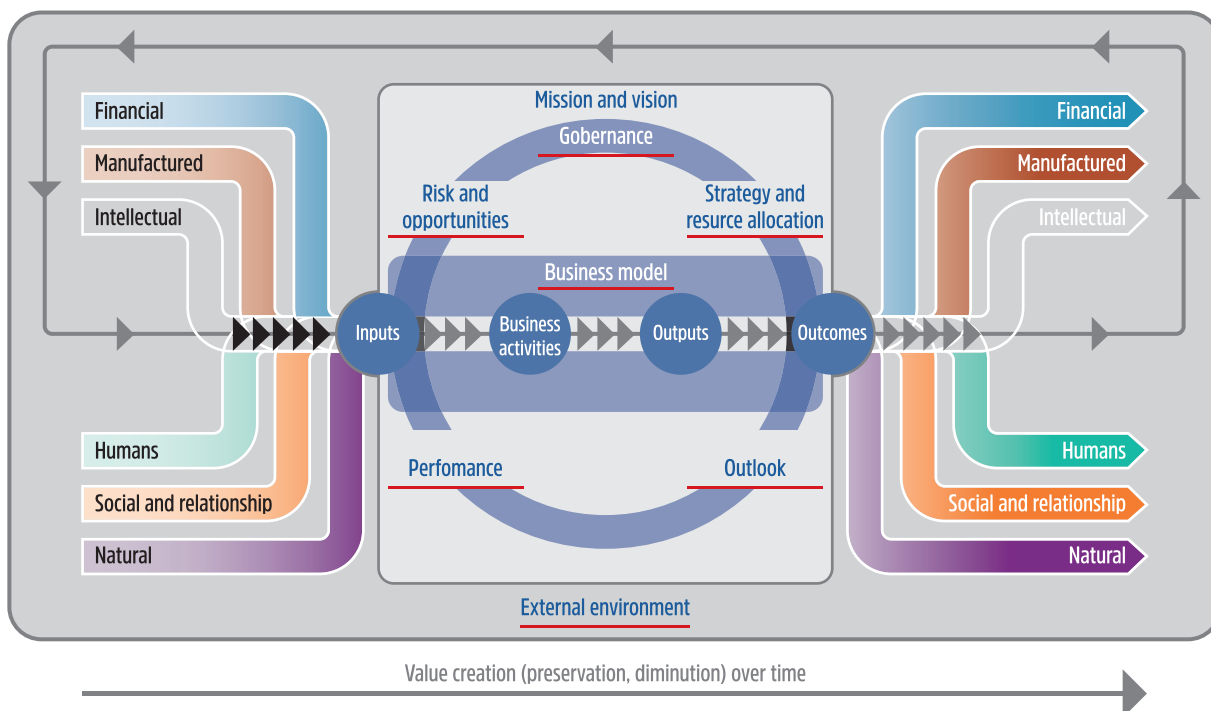 Financial
Manufactured
Intellectual
Humans
Social and relationship
Natural
Mission and vision
Gobernance
Risk and
opportunities
Strategy and
resurce allocation
Business model
Inputs
Business
activities
Outputs
Outcomes
Perfomance
Outlook
External environment
Financial
Manufactured
Intellectual
Humans
Social and relationship
Natural
Value creation (preservation, diminution) over time